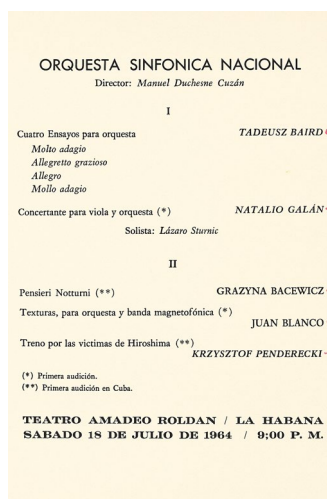 ORQUESTA SINFONICA NACIONAL
Director: Manuel Duchesne Cuzán
I
Cuatro Ensayos para orquesta TADEUSZ BAIRD
Molto adagio
Allegretto grazioso
Allegro
Mollo adagio
Concertante para viola y orquesta (*) NATALIO GALÁN
Solista: Lázaro Sturnic
II
Pensieri Notturni (**) GRAZYNA BACEWICZ
Texturas, para orquesta y banda magnetofónica (*)
JUAN BLANCO
Treno por las victimas de Hiroshima (**)
KRZYSZTOF PENDERECKI
(*) Primera audición.
(**) Primera audición en Cuba.
TEATRO AMADEO ROLDAN / LA HABANA
SABADO 18 DE JULIO DE 1964 / 9;00 P. M.